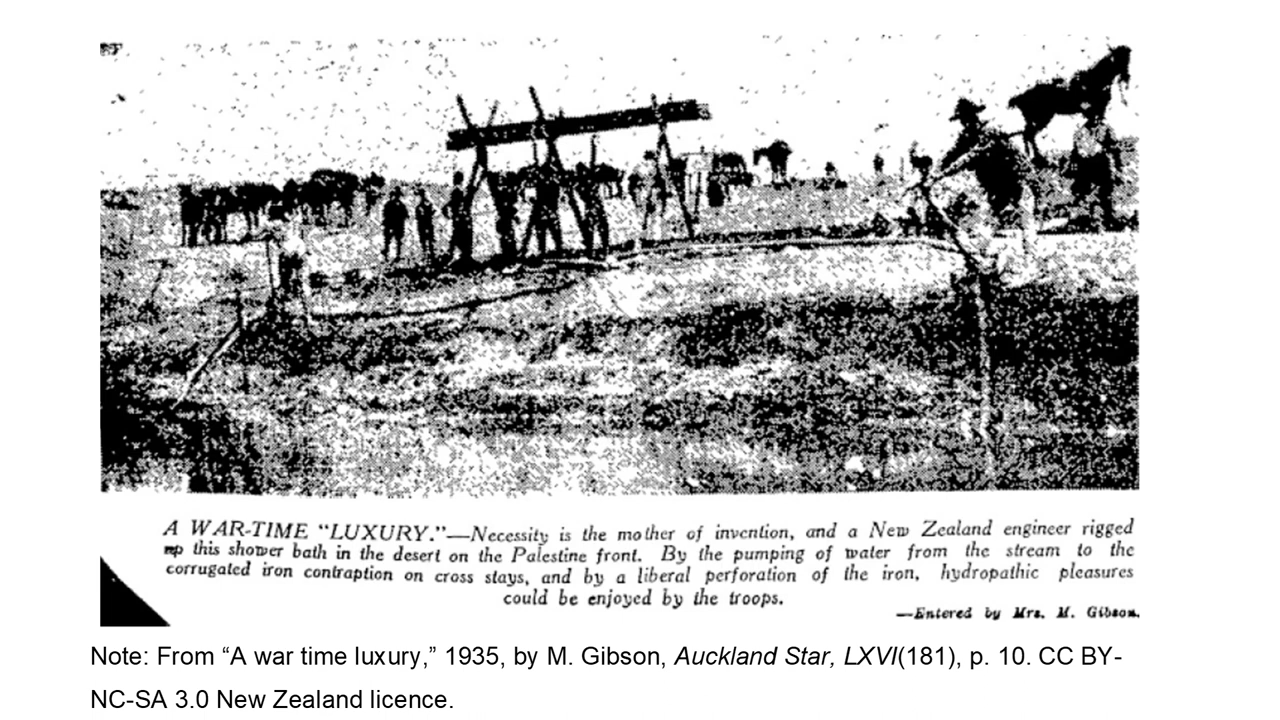 A WAR-TIME "LUXURY."—Necessity is the mother of invention, and a New Zealand engineer rigged
up this shower bath in the desert on the Palestine front. By the pumping of water from the stream to the
corrugated iron contraption on cross stays, and by a liberal perforation of the iron, hydropathic pleasures
could be enjoyed by the troops.
—Entered by Mrs. M. Gibson.
Note: From “A war time luxury,” 1935, by M. Gibson, Auckland Star, LXVI(181), p. 10. CC BY-
NC-SA 3.0 New Zealand licence.